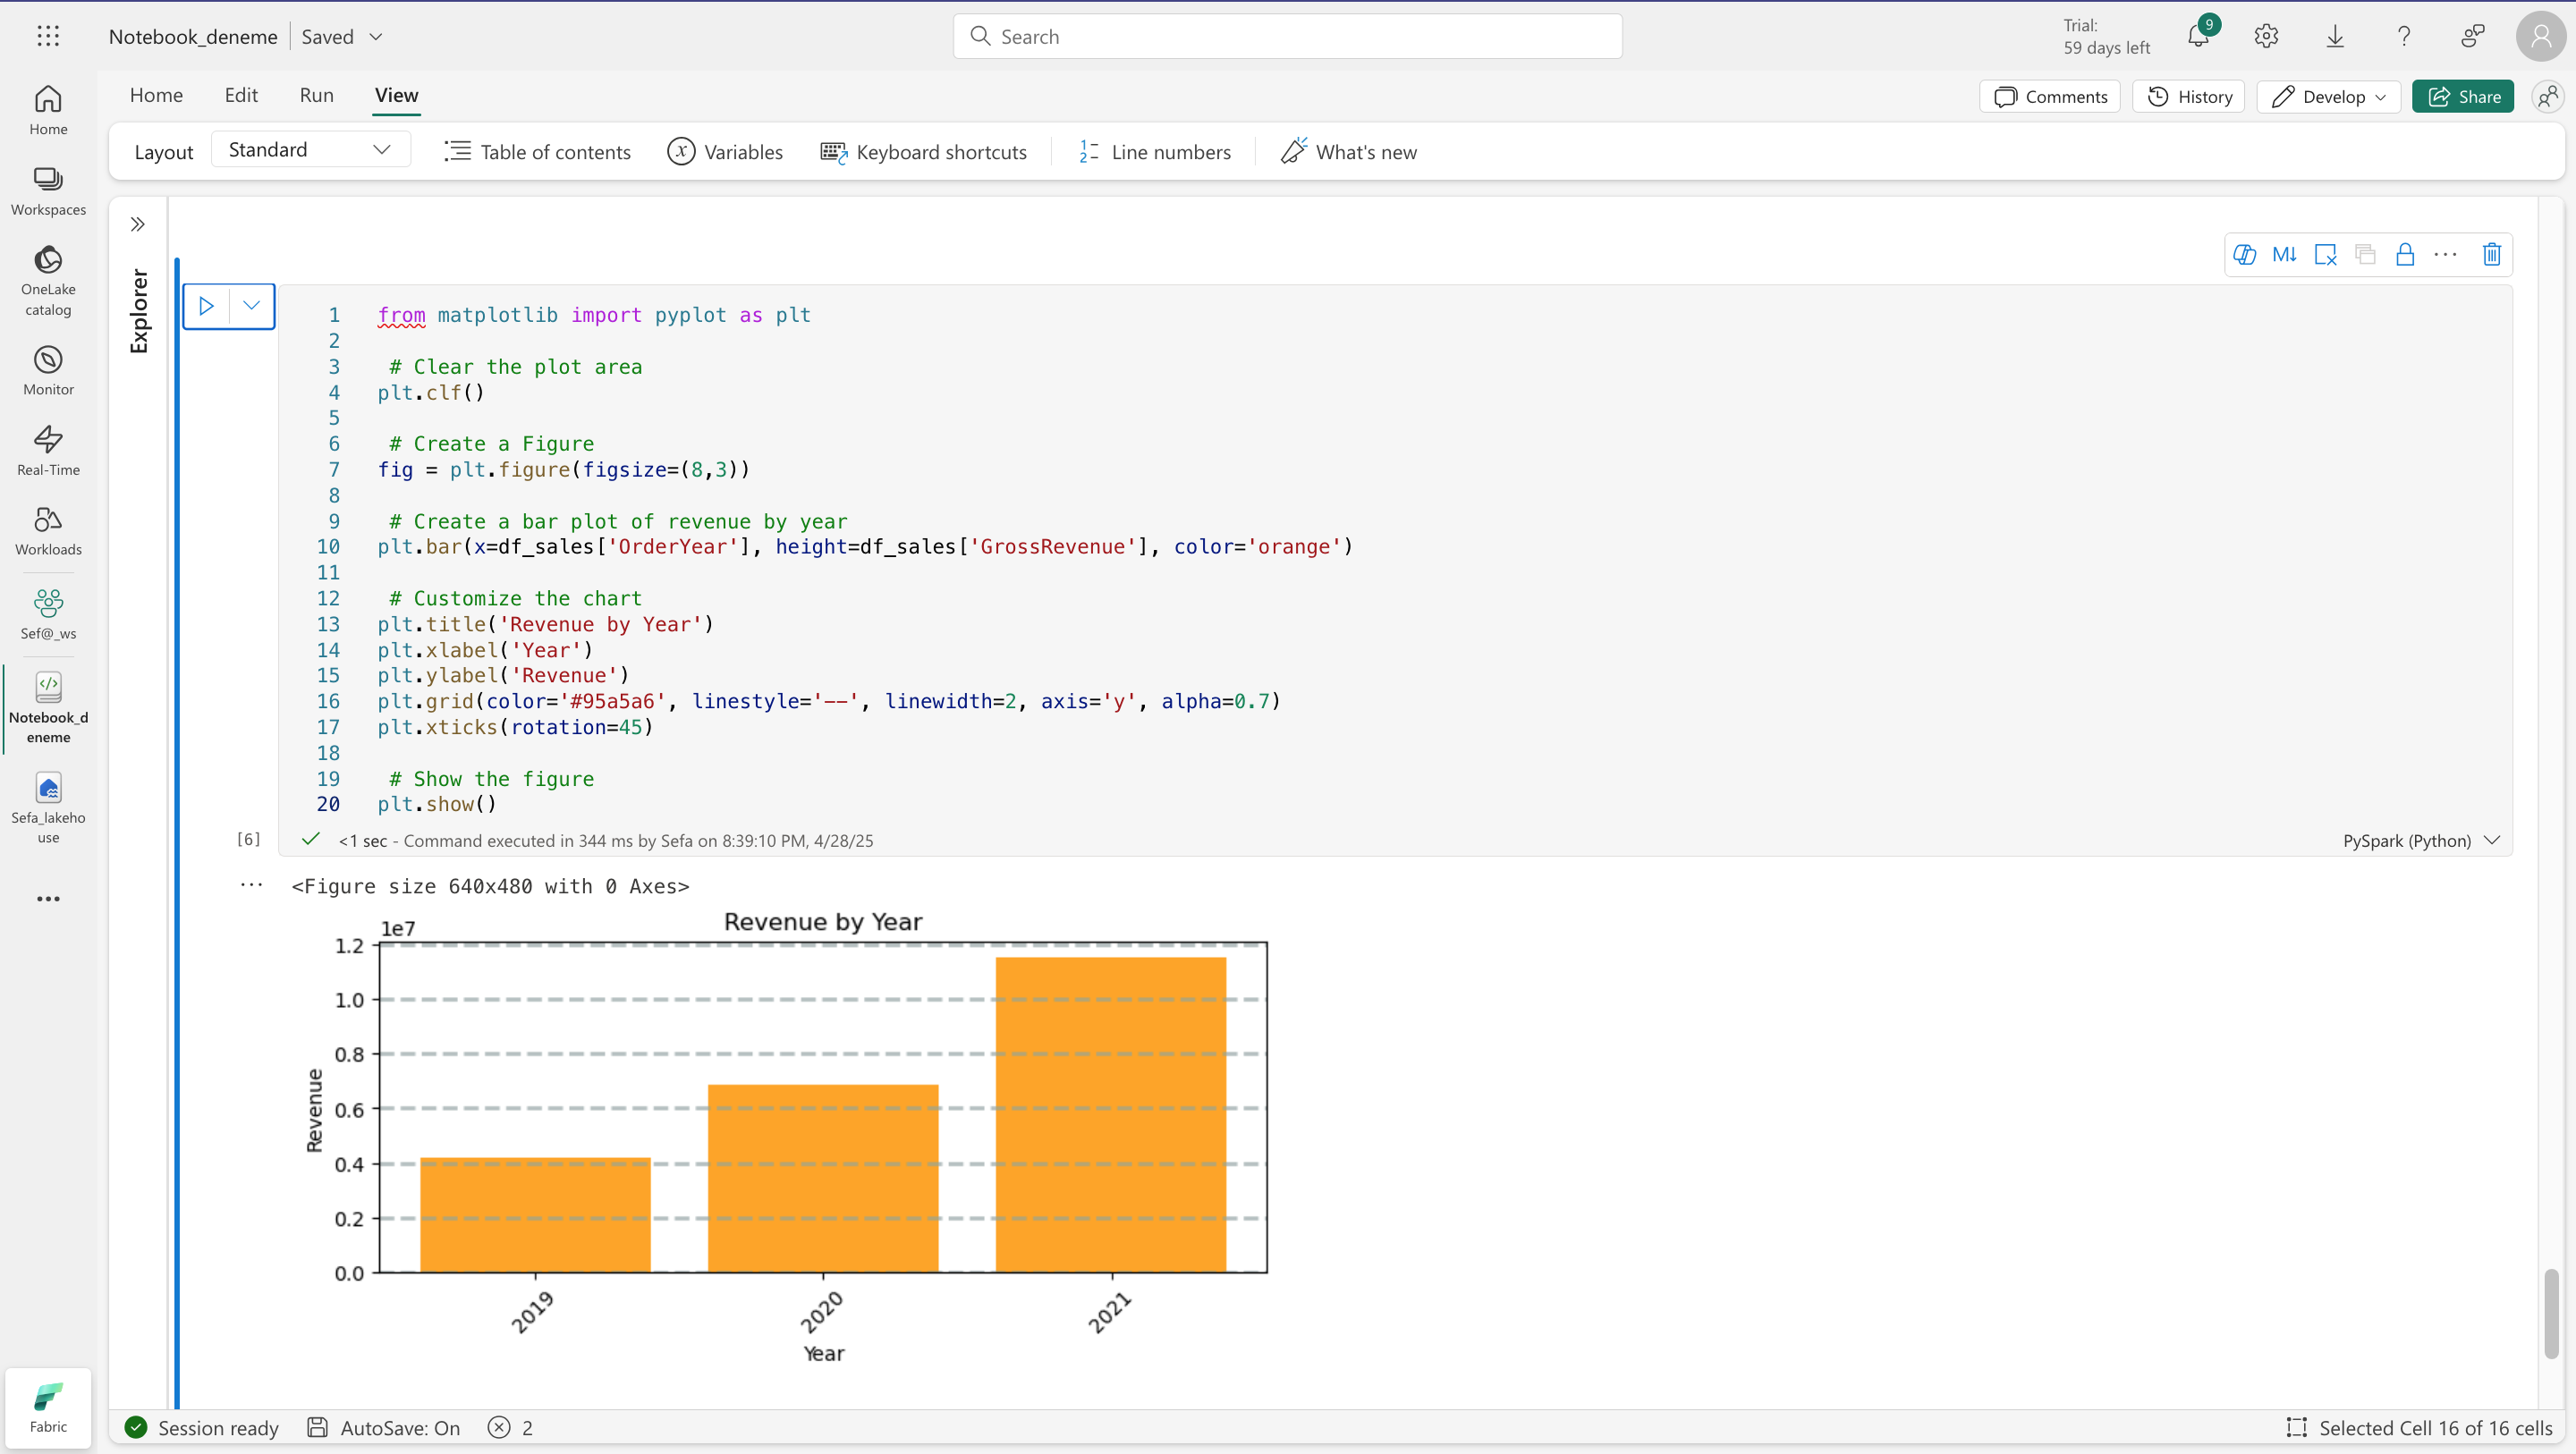 Notebook_deneme
Saved
Search
Trial:
59 days left
9
Home
Edit
Run
View
Comments
History
Develop
Share
Layout
Standard
Table of contents
Variables
Keyboard shortcuts
Line numbers
What's new
Home
Workspaces
OneLake
catalog
Monitor
Real-Time
Workloads
Sef@_ws
Notebook_d
eneme
Sefa_lakeho
use
Fabric
Explorer
M↓
1 from matplotlib import pyplot as plt
2
3 # Clear the plot area
4 plt.clf()
5
6 # Create a Figure
7 fig = plt.figure(figsize=(8,3))
8
9 # Create a bar plot of revenue by year
10 plt.bar(x=df_sales['OrderYear'], height=df_sales['GrossRevenue'], color='orange')
11
12 # Customize the chart
13 plt.title('Revenue by Year')
14 plt.xlabel('Year')
15 plt.ylabel('Revenue')
16 plt.grid(color='#95a5a6', linestyle='--', linewidth=2, axis='y', alpha=0.7)
17 plt.xticks(rotation=45)
18
19 # Show the figure
20 plt.show()
[6]
<1 sec - Command executed in 344 ms by Sefa on 8:39:10 PM, 4/28/25
PySpark (Python)
<Figure size 640x480 with 0 Axes>
Revenue by Year
1e7
1.2
1.0
0.8
0.6
0.4
0.2
0.0
Revenue
2019
2020
2021
Year
Session ready
AutoSave: On
2
Selected Cell 16 of 16 cells